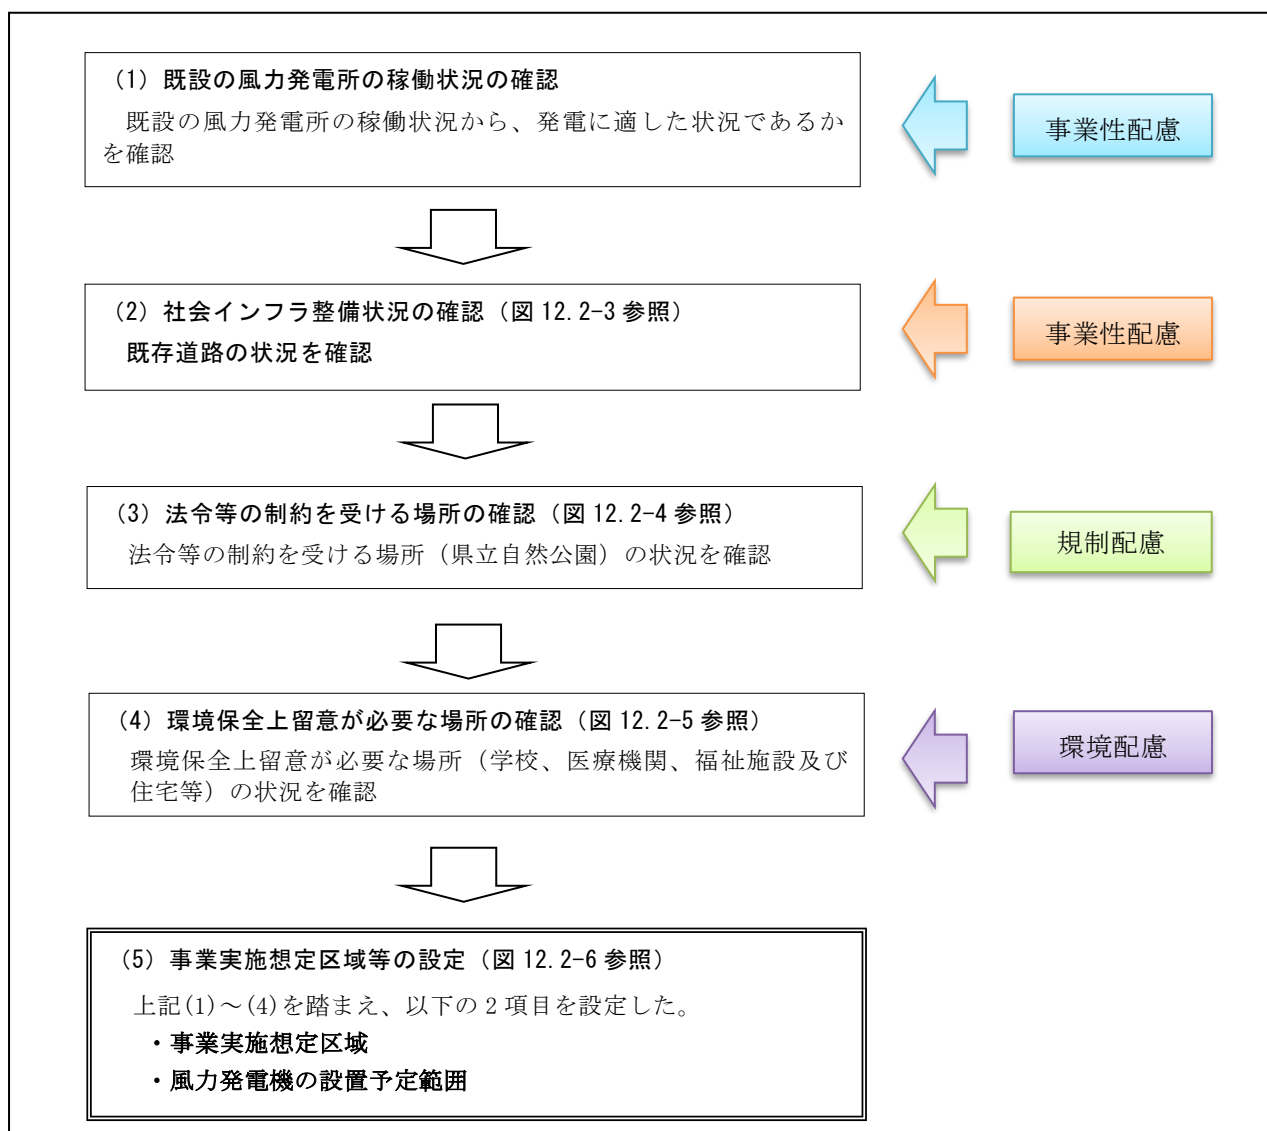 （1）既設の風力発電所の稼働状況の確認
既設の風力発電所の稼働状況から、発電に適した状況であるか
を確認
事業性配慮
（2）社会インフラ整備状況の確認（図 12.2-3 参照）
既存道路の状況を確認
事業性配慮
（3）法令等の制約を受ける場所の確認（図 12.2-4 参照）
法令等の制約を受ける場所（県立自然公園）の状況を確認
規制配慮
（4）環境保全上留意が必要な場所の確認（図 12.2-5 参照）
環境保全上留意が必要な場所（学校、医療機関、福祉施設及び
住宅等）の状況を確認
環境配慮
（5）事業実施想定区域等の設定（図 12.2-6 参照）
上記(1)～(4)を踏まえ、以下の 2 項目を設定した。
・事業実施想定区域
・風力発電機の設置予定範囲